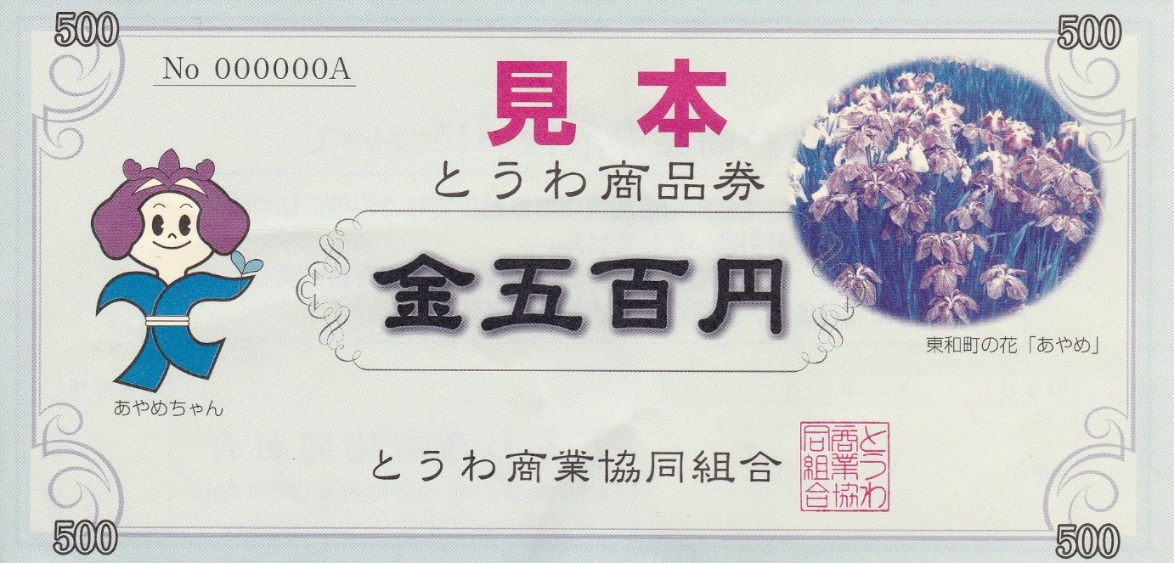 500
500
No 000000A
見本
とうわ商品券
金五百円
東和町の花「あやめ」
あやめちゃん
とうわ商業協同組合
とうわ
商業協
同組合
500
500